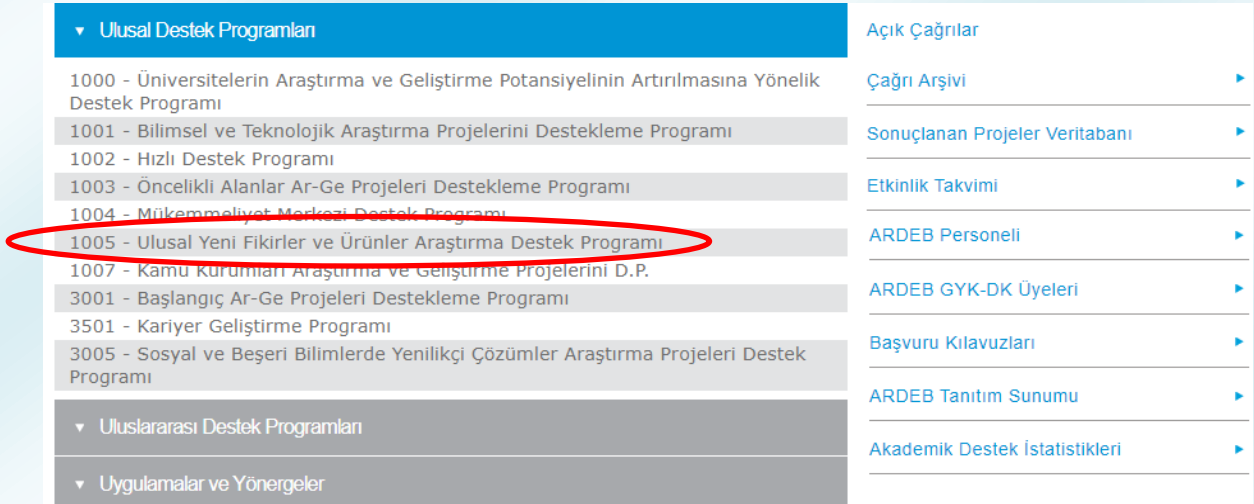 Ulusal Destek Programları
1000 - Üniversitelerin Araştırma ve Geliştirme Potansiyelinin Artırılmasına Yönelik
Destek Programı
1001 - Bilimsel ve Teknolojik Araştırma Projelerini Destekleme Programı
1002 - Hızlı Destek Programı
1003 - Öncelikli Alanlar Ar-Ge Projeleri Destekleme Programı
1004 - Mükemmeliyet Merkezi Destek Programı
1005 - Ulusal Yeni Fikirler ve Ürünler Araştırma Destek Programı
1007 - Kamu Kurumları Araştırma ve Geliştirme Projelerini D.P.
3001 - Başlangıç Ar-Ge Projeleri Destekleme Programı
3501 - Kariyer Geliştirme Programı
3005 - Sosyal ve Beşeri Bilimlerde Yenilikçi Çözümler Araştırma Projeleri Destek
Programı
Uluslararası Destek Programları
Uygulamalar ve Yönergeler
Açık Çağrılar
Çağrı Arşivi
Sonuçlanan Projeler Veritabanı
Etkinlik Takvimi
ARDEB Personeli
ARDEB GYK-DK Üyeleri
Başvuru Kılavuzları
ARDEB Tanıtım Sunumu
Akademik Destek İstatistikleri